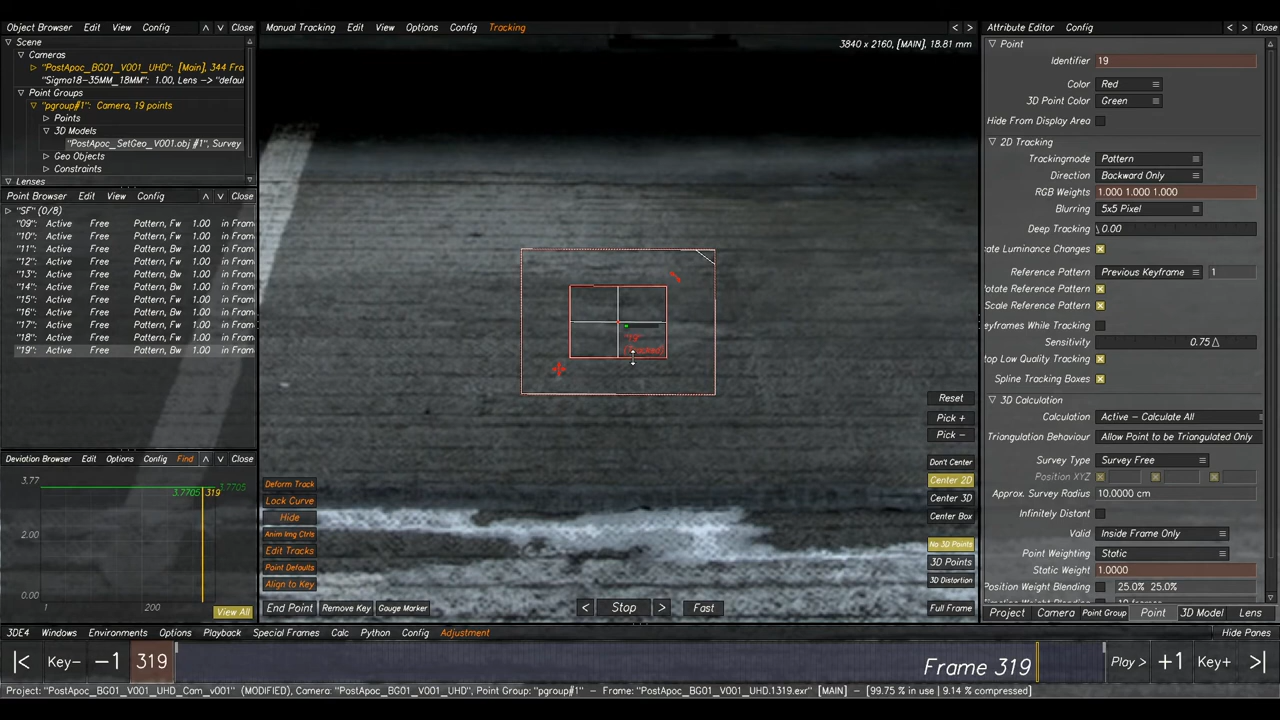 Object Browser Edit View Config Close
Scene
Cameras
"PostApoc_BG01_V001_UHD": [Main], 344 Fra
"Sigma18-35MM_18MM": 1.00, Lens -> "defaul
Point Groups
"pgroup#1": Camera, 19 points
Points
3D Models
"PostApoc_SetGeo_V001.obj #1", Survey
Geo Objects
Constraints
Lenses
Point Browser Edit View Config Close
"SF" (0/8)
"09": Active Free Pattern, Fw 1.00 in Fram
"10": Active Free Pattern, Fw 1.00 in Fram
"11": Active Free Pattern, Fw 1.00 in Fram
"12": Active Free Pattern, Bw 1.00 in Fram
"13": Active Free Pattern, Bw 1.00 in Fram
"14": Active Free Pattern, Bw 1.00 in Fram
"15": Active Free Pattern, Bw 1.00 in Fram
"16": Active Free Pattern, Bw 1.00 in Fram
"17": Active Free Pattern, Bw 1.00 in Fram
"18": Active Free Pattern, Bw 1.00 in Fram
"19": Active Free Pattern, Bw 1.00 in Fram
Deviation Browser Edit Options Config Find Close
3.77
2.00
0.00
3.7705 319 3.7705
1 200
View All
Manual Tracking Edit View Options Config Tracking
3840 x 2160, [MAIN], 18.81 mm
"19"
(Tracked)
Deform Track
Lock Curve
Hide
Anim Img Ctrls
Edit Tracks
Point Defaults
Align to Key
End Point Remove Key Gauge Marker < Stop > Fast
Reset
Pick +
Pick −
Don't Center
Center 2D
Center 3D
Center Box
No 3D Points
3D Points
3D Distortion
Full Frame
Attribute Editor Config Close
Point
Identifier 19
Color Red
3D Point Color Green
Hide From Display Area
2D Tracking
Trackingmode Pattern
Direction Backward Only
RGB Weights 1.000 1.000 1.000
Blurring 5x5 Pixel
Deep Tracking 0.00
ate Luminance Changes
Reference Pattern Previous Keyframe 1
otate Reference Pattern
Scale Reference Pattern
eyframes While Tracking
Sensitivity 0.75
top Low Quality Tracking
Spline Tracking Boxes
3D Calculation
Calculation Active – Calculate All
Triangulation Behaviour Allow Point to be Triangulated Only
Survey Type Survey Free
Position XYZ
Approx. Survey Radius 10.0000 cm
Infinitely Distant
Valid Inside Frame Only
Point Weighting Static
Static Weight 1.0000
Position Weight Blending 25.0% 25.0%
Project Camera Point Group Point 3D Model Lens
3DE4 Windows Environments Options Playback Special Frames Calc Python Config Adjustment Hide Panes
|< Key− −1 319 Frame 319 Play > +1 Key+ >|
Project: "PostApoc_BG01_V001_UHD_Cam_v001" (MODIFIED), Camera: "PostApoc_BG01_V001_UHD", Point Group: "pgroup#1" – Frame: "PostApoc_BG01_V001_UHD.1319.exr" [MAIN] – [99.75 % in use | 9.14 % compressed]